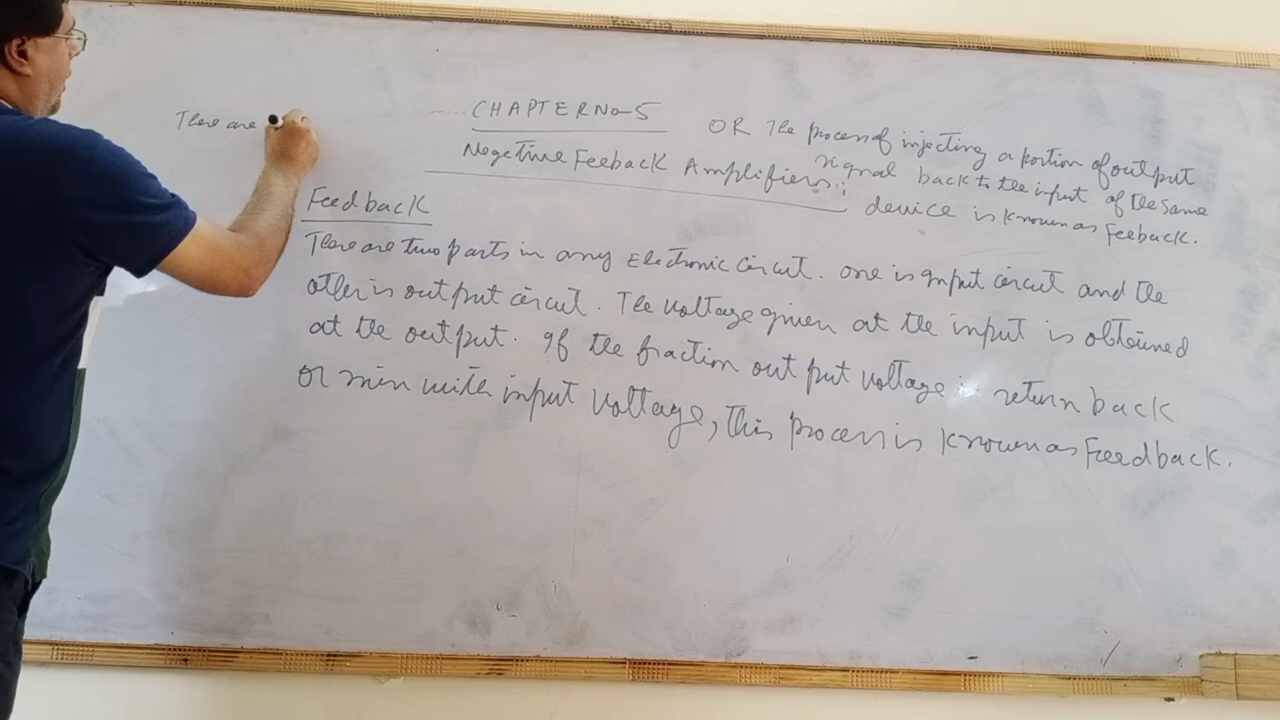 There are
CHAPTER No-5
Negetive Feeback Amplifiers:
OR The process of injecting a portion of output
signal back to the input of the same
device is known as Feeback.
Feedback
There are two parts in any Electronic Circuit. one is input circuit and the
other is output circuit. The voltage given at the input is obtained
at the output. If the fraction out put voltage return back
or mix with input voltage, this process is known as Feedback.